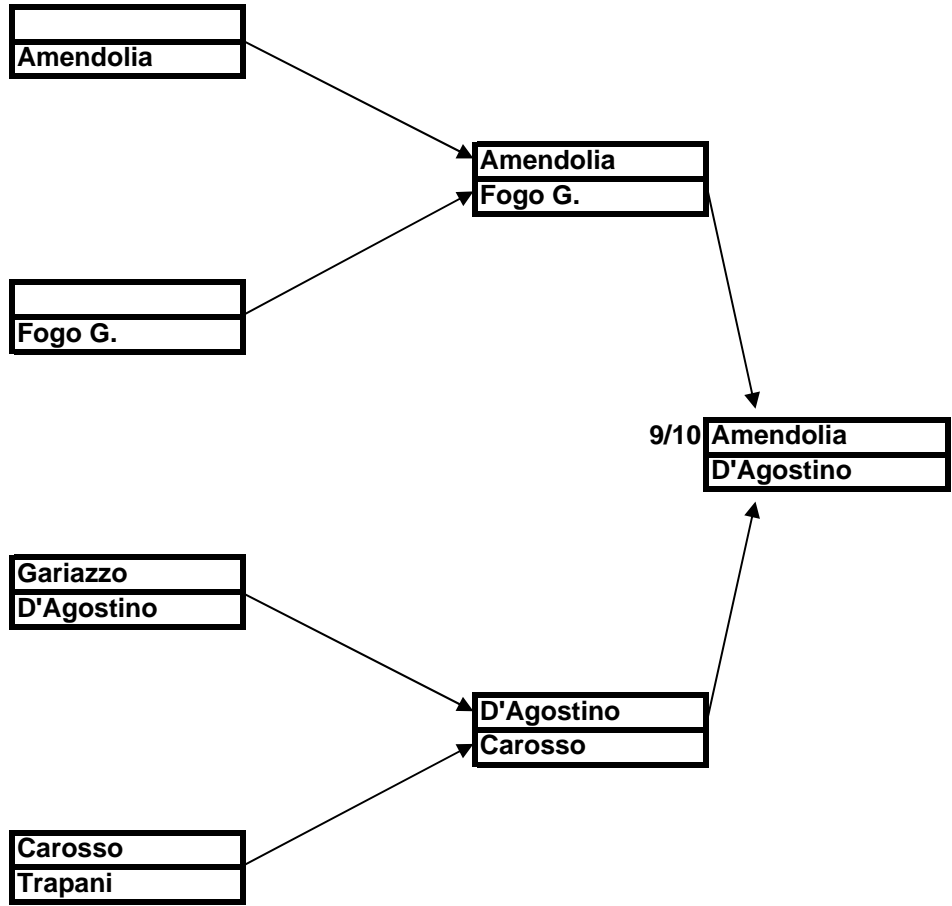 Amendolia
Amendolia
Fogo G.
Fogo G.
9/10 Amendolia
D'Agostino
Gariazzo
D'Agostino
D'Agostino
Carosso
Carosso
Trapani